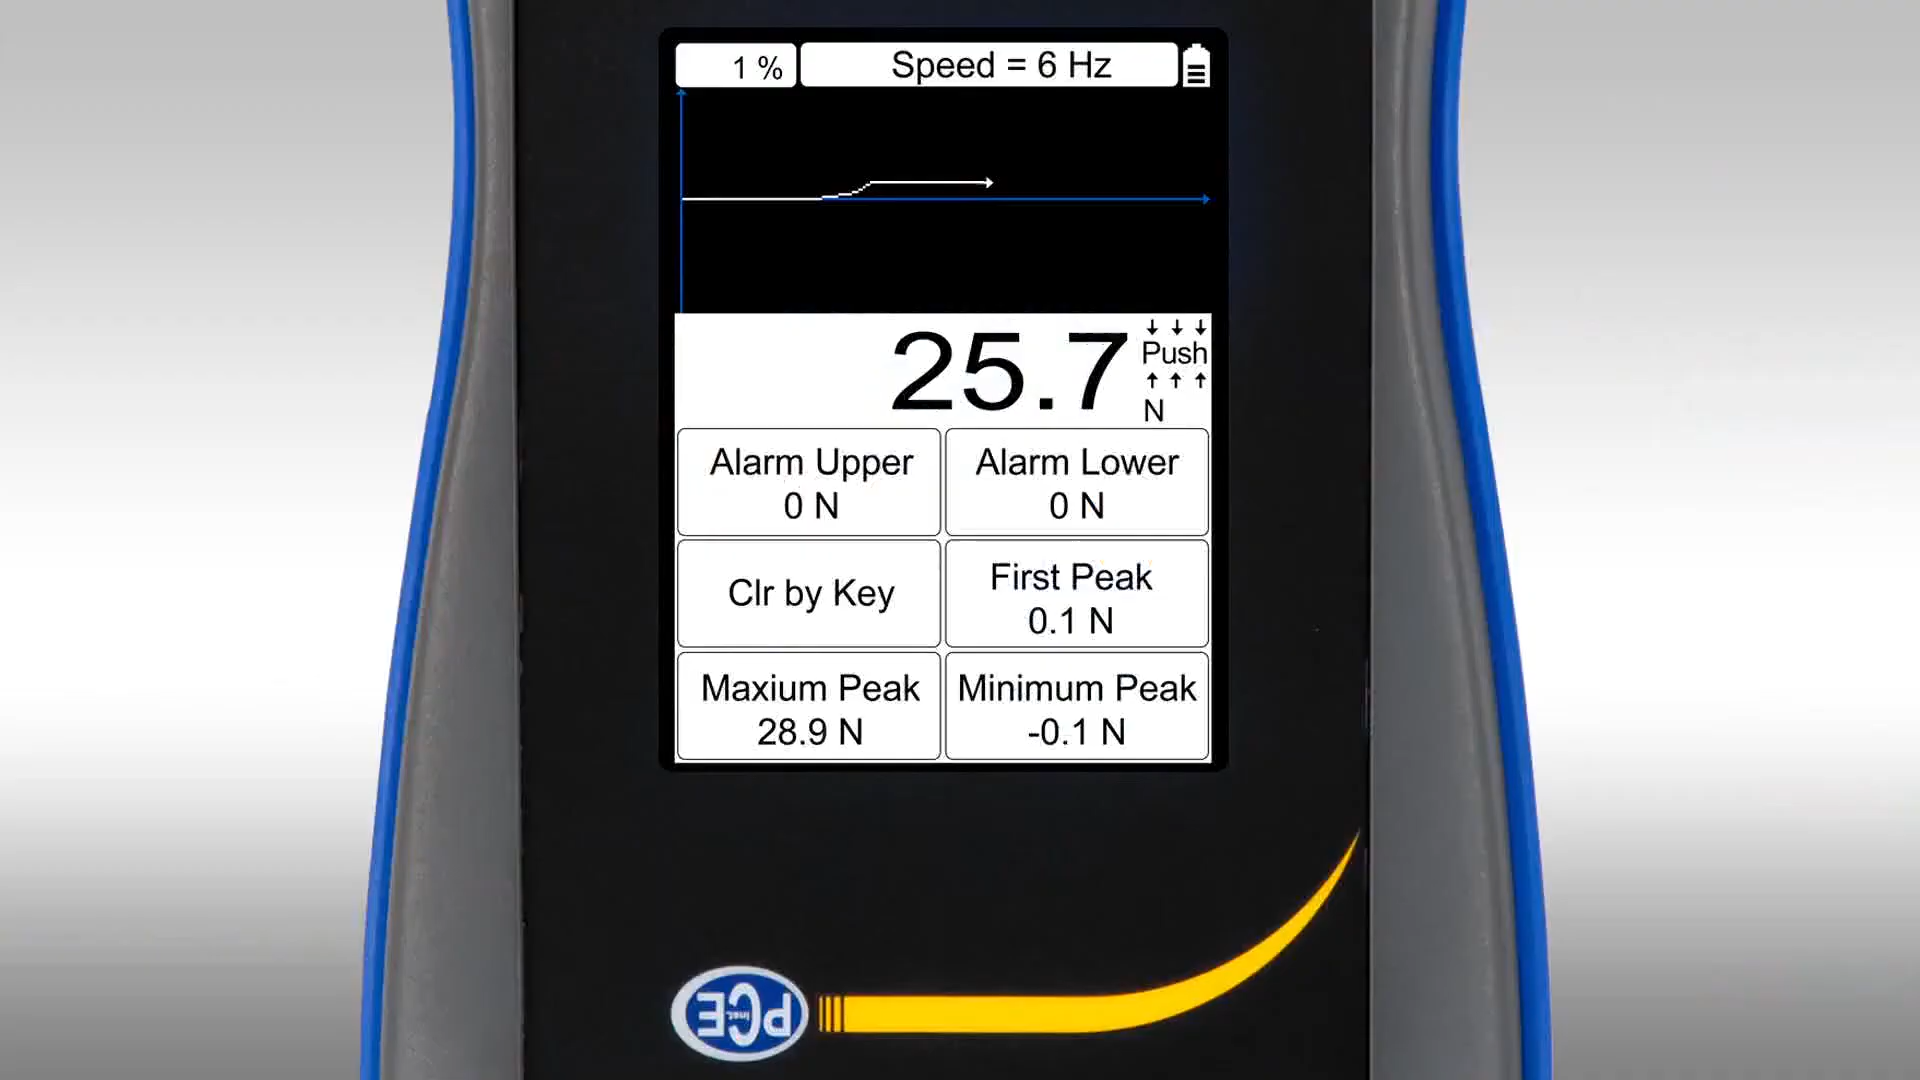 1 %
Speed = 6 Hz
25.7
Push
N
Alarm Upper
0 N
Alarm Lower
0 N
Clr by Key
First Peak
0.1 N
Maxium Peak
28.9 N
Minimum Peak
-0.1 N
PCE
Inst.